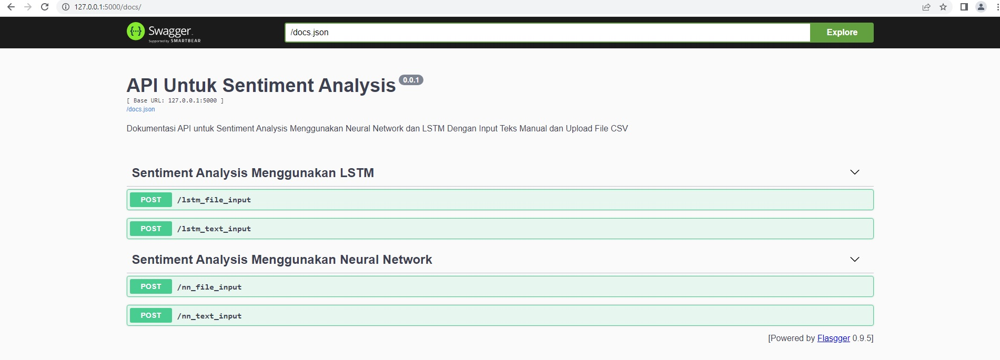 127.0.0.1:5000/docs/
Swagger.
Supported by SMARTBEAR
/docs.json
Explore
API Untuk Sentiment Analysis 0.0.1
[ Base URL: 127.0.0.1:5000 ]
/docs.json
Dokumentasi API untuk Sentiment Analysis Menggunakan Neural Network dan LSTM Dengan Input Teks Manual dan Upload File CSV
Sentiment Analysis Menggunakan LSTM
POST /lstm_file_input
POST /lstm_text_input
Sentiment Analysis Menggunakan Neural Network
POST /nn_file_input
POST /nn_text_input
[Powered by Flasgger 0.9.5]